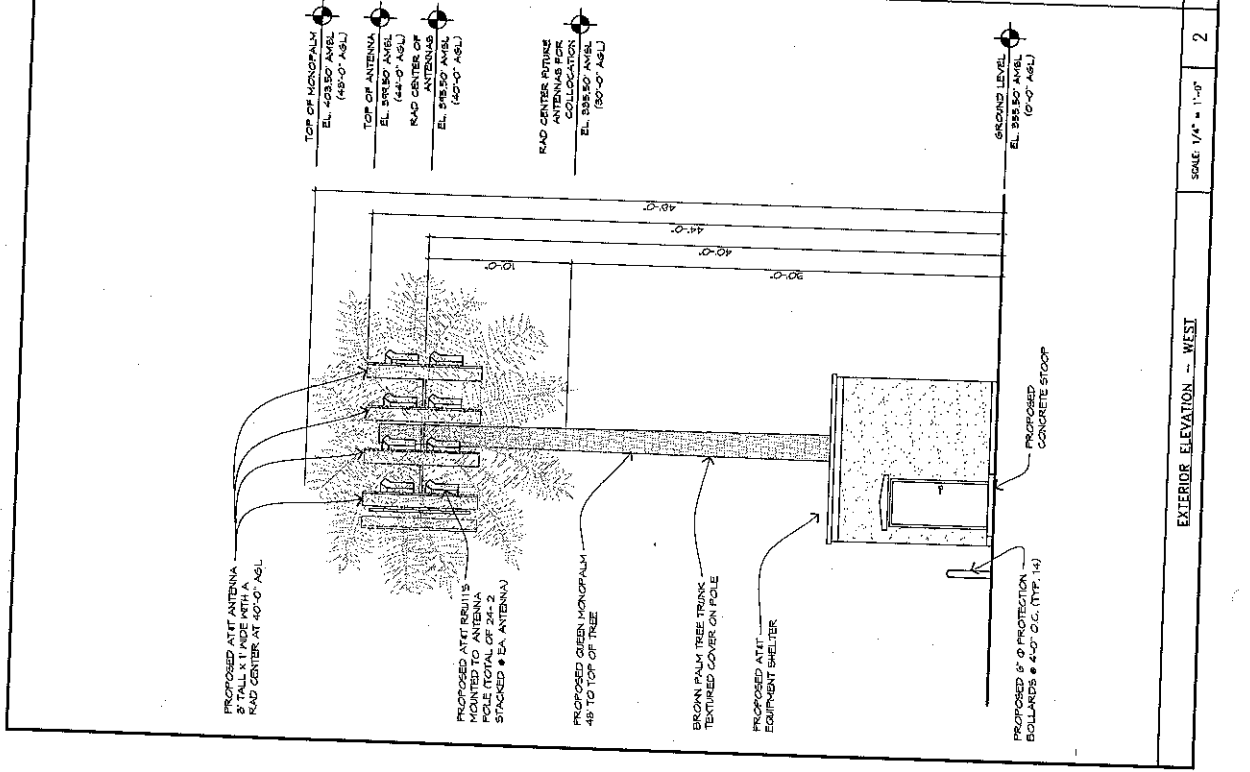 TOP OF MONOPALM
EL. 403.50' AMSL
(48'-0" AGL)
TOP OF ANTENNA
EL. 399.50' AMSL
(44'-0" AGL)
RAD CENTER OF
ANTENNAS
EL. 395.50' AMSL
(40'-0" AGL)
RAD CENTER FUTURE
ANTENNAS FOR
COLLOCATION
EL. 385.50' AMSL
(30'-0" AGL)
GROUND LEVEL
EL. 355.50' AMSL
(0'-0" AGL)
48'-0"
44'-0"
40'-0"
10'-0"
30'-0"
PROPOSED AT&T ANTENNA
8' TALL X 1' WIDE WITH A
RAD CENTER AT 40'-0" AGL
PROPOSED AT&T RRU11'S
MOUNTED TO ANTENNA
POLE (TOTAL OF 24- 2
STACKED @ EA. ANTENNA)
PROPOSED QUEEN MONOPALM
48' TO TOP OF TREE
BROWN PALM TREE TRUNK
TEXTURED COVER ON POLE
PROPOSED AT&T
EQUIPMENT SHELTER
PROPOSED 6" Φ PROTECTION
BOLLARDS @ 4'-0" O.C. (TYP. 14)
PROPOSED
CONCRETE STOOP
EXTERIOR ELEVATION - WEST
SCALE: 1/4" = 1'-0"
2